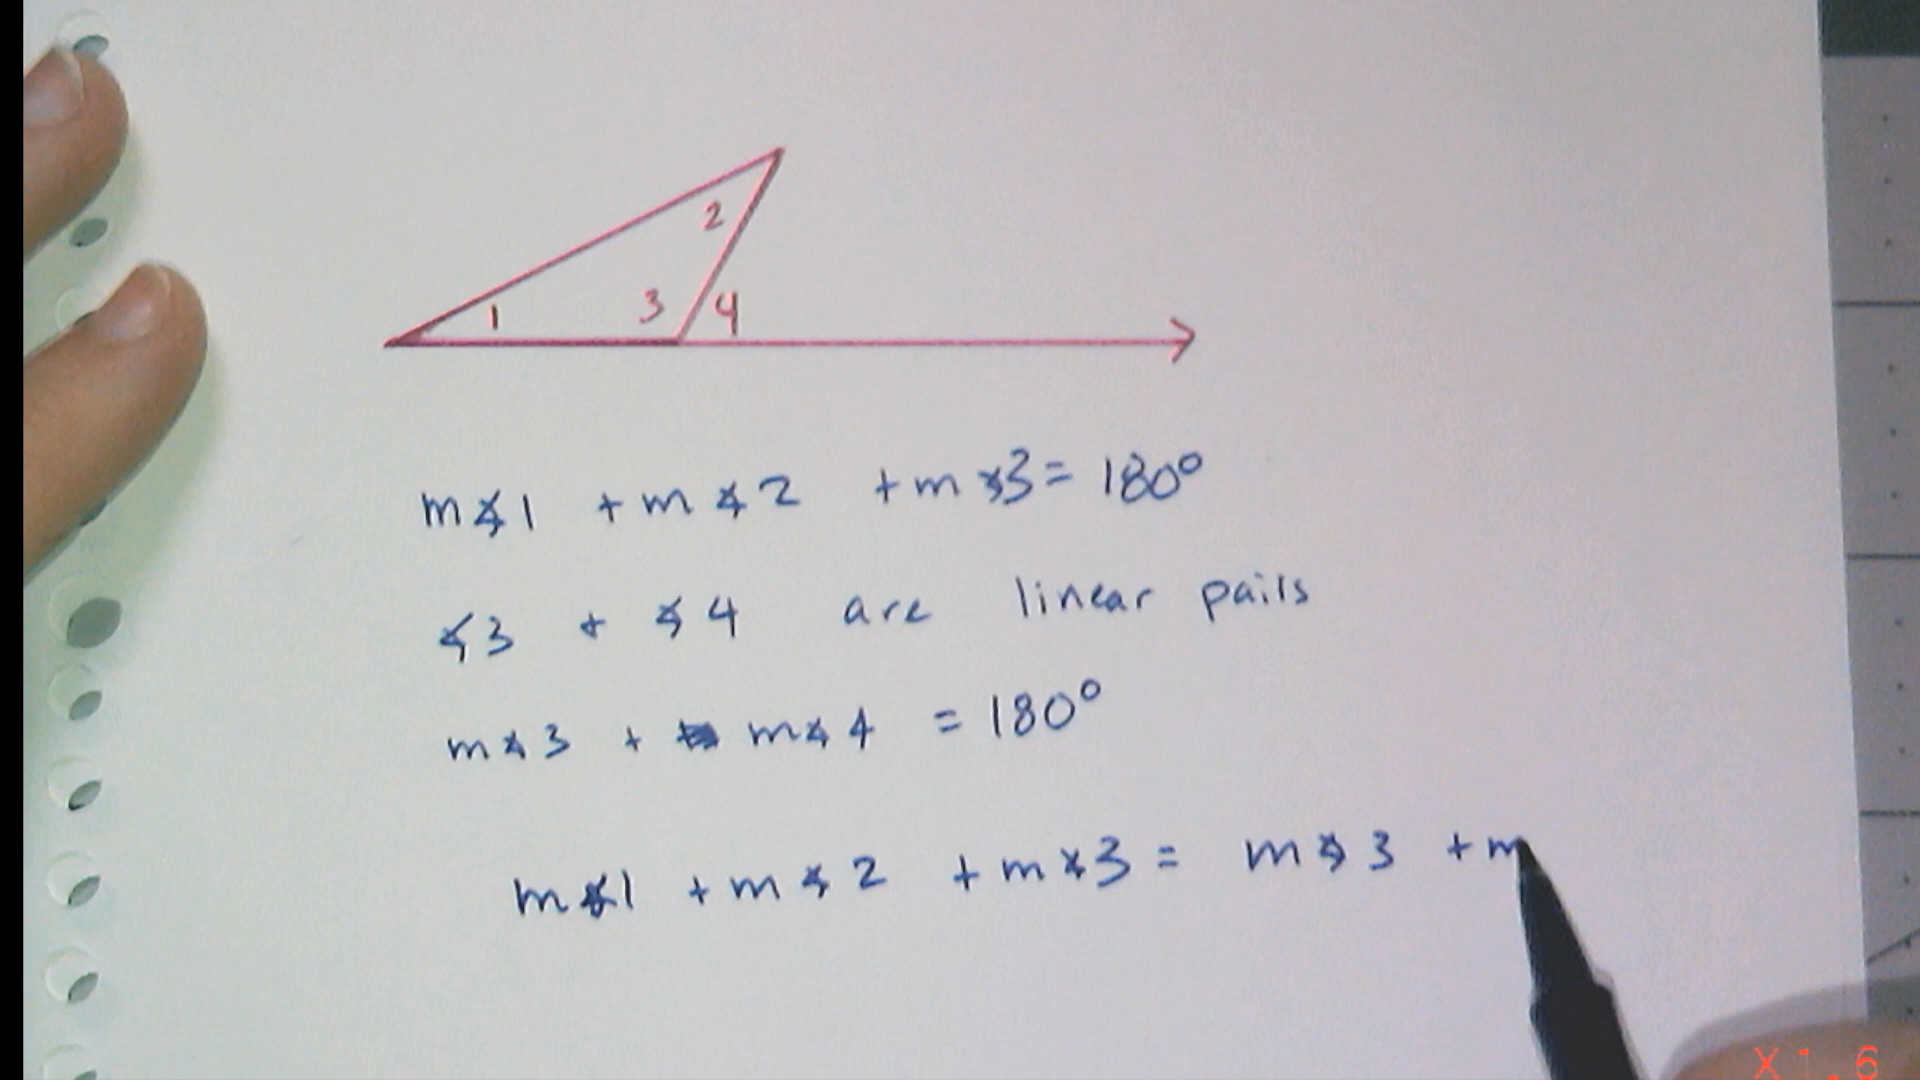 2
1 3 4
m∡1 + m∡2 + m∡3 = 180°
∡3 + ∡4 are linear pairs
m∡3 + m∡4 = 180°
m∡1 + m∡2 + m∡3 = m∡3 + m
X1.6